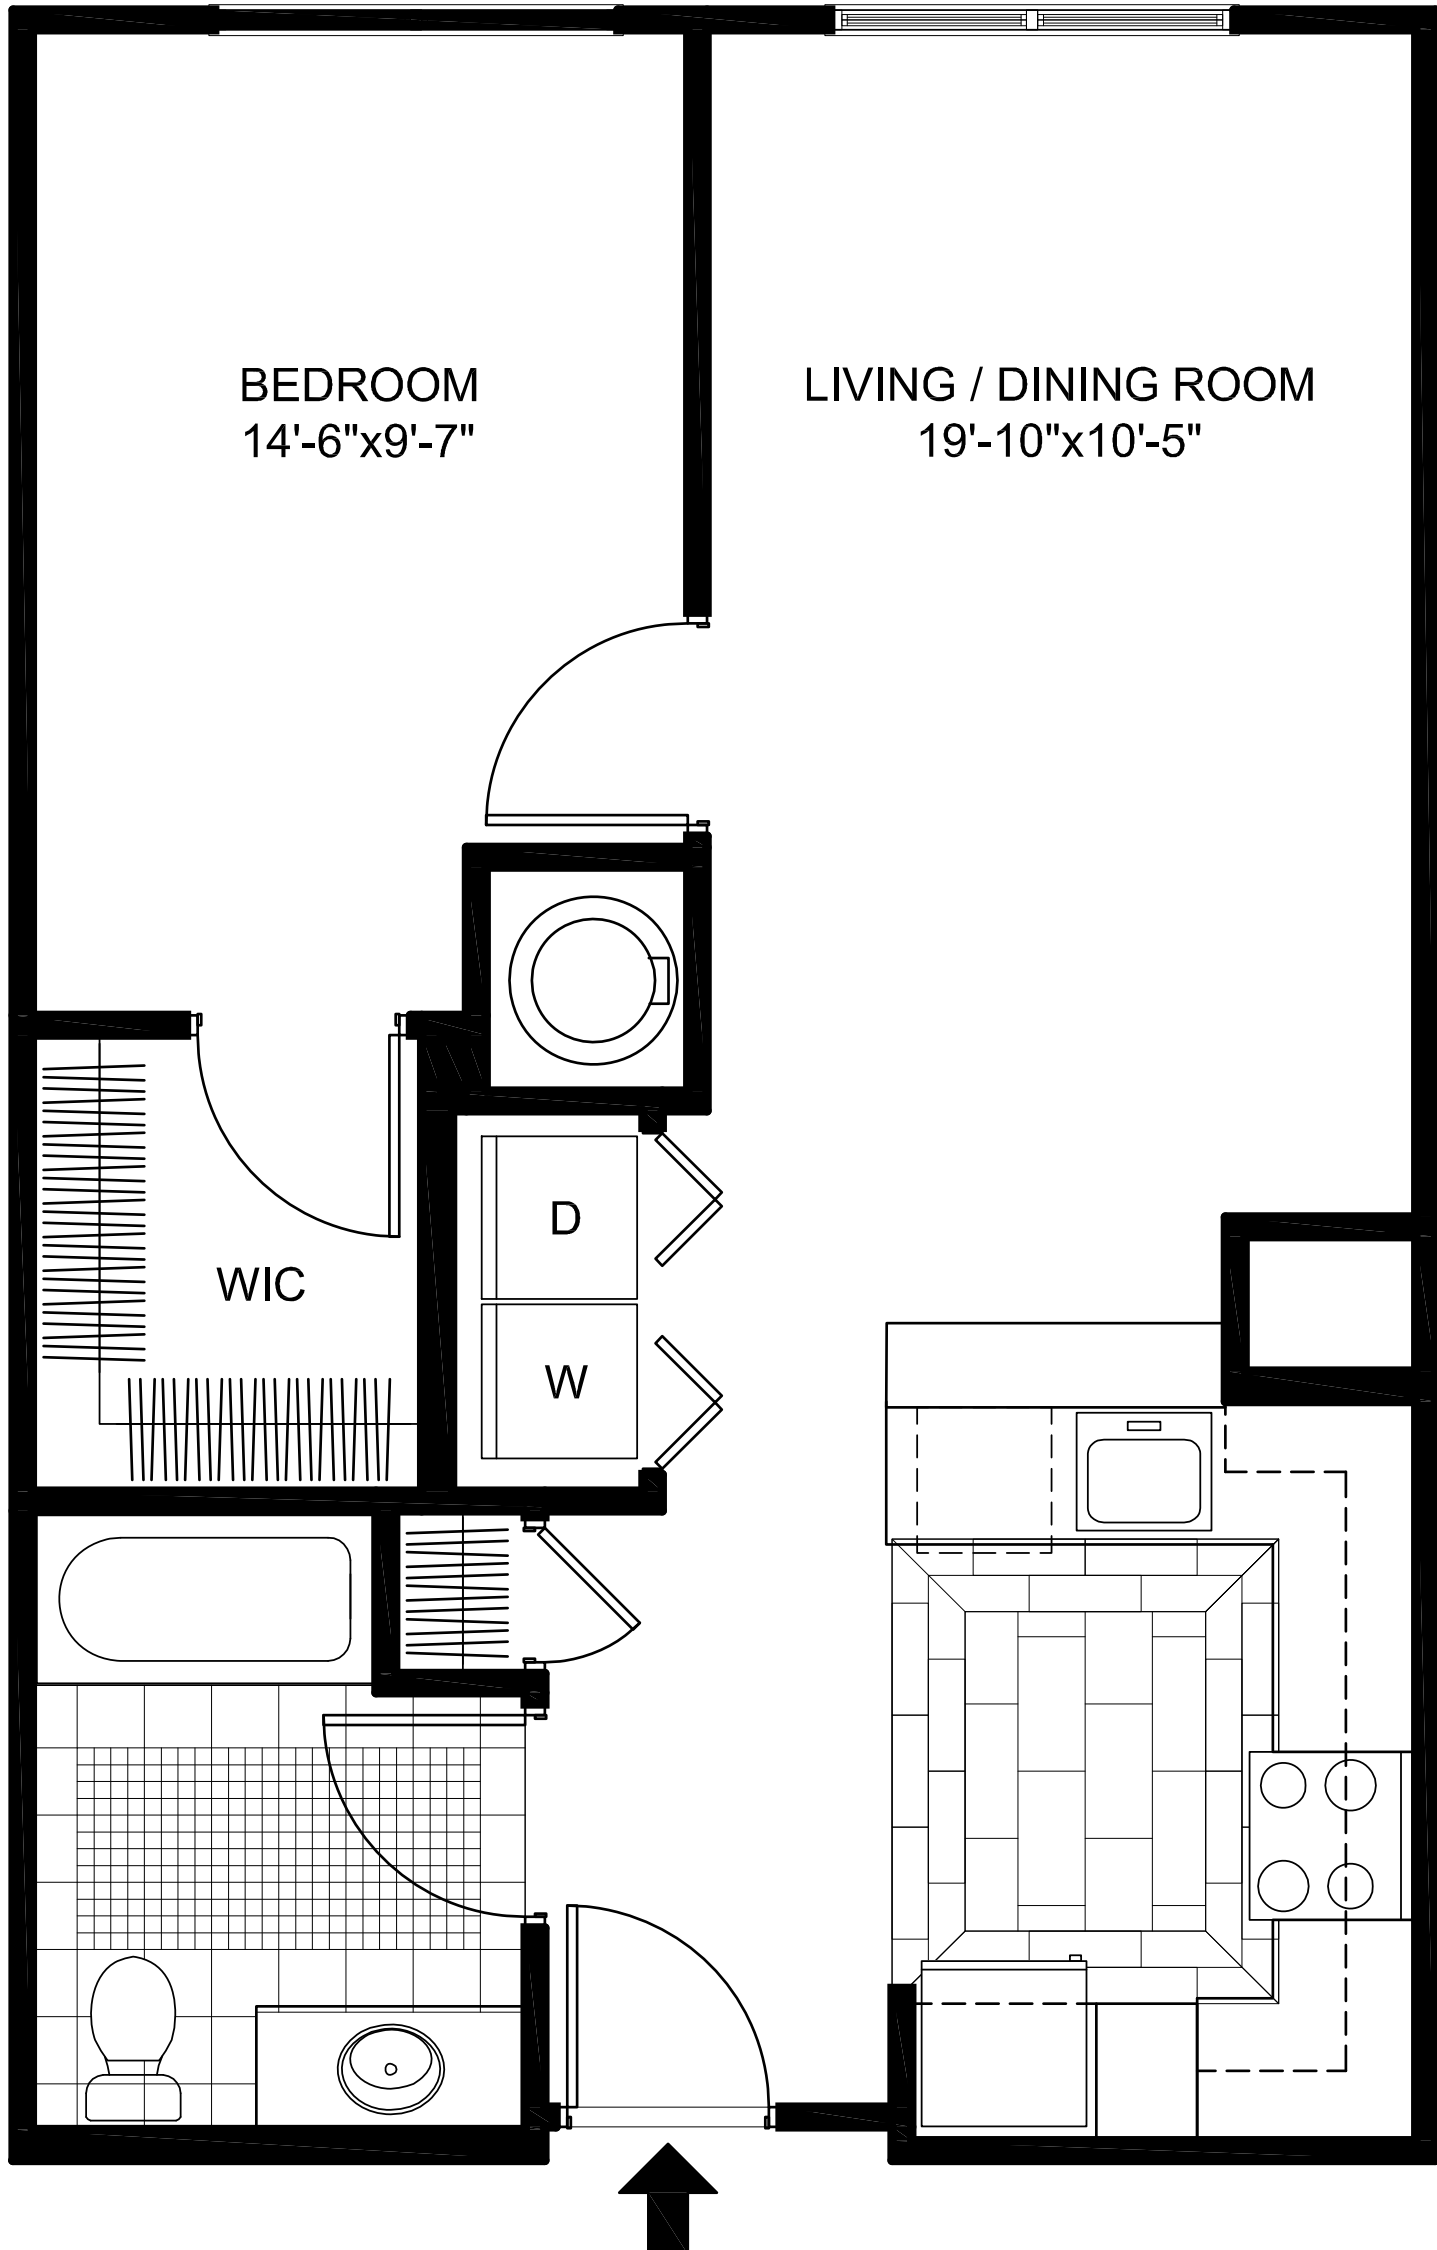 BEDROOM
14'-6"x9'-7"
LIVING / DINING ROOM
19'-10"x10'-5"
D
WIC
W